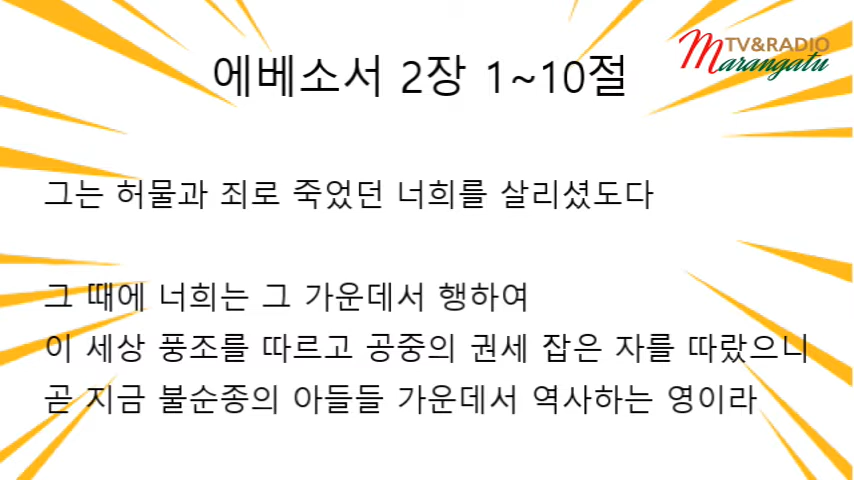 TV&RADIO
Marangatu
에베소서 2장 1~10절
그는 허물과 죄로 죽었던 너희를 살리셨도다
그 때에 너희는 그 가운데서 행하여
이 세상 풍조를 따르고 공중의 권세 잡은 자를 따랐으니
곧 지금 불순종의 아들들 가운데서 역사하는 영이라